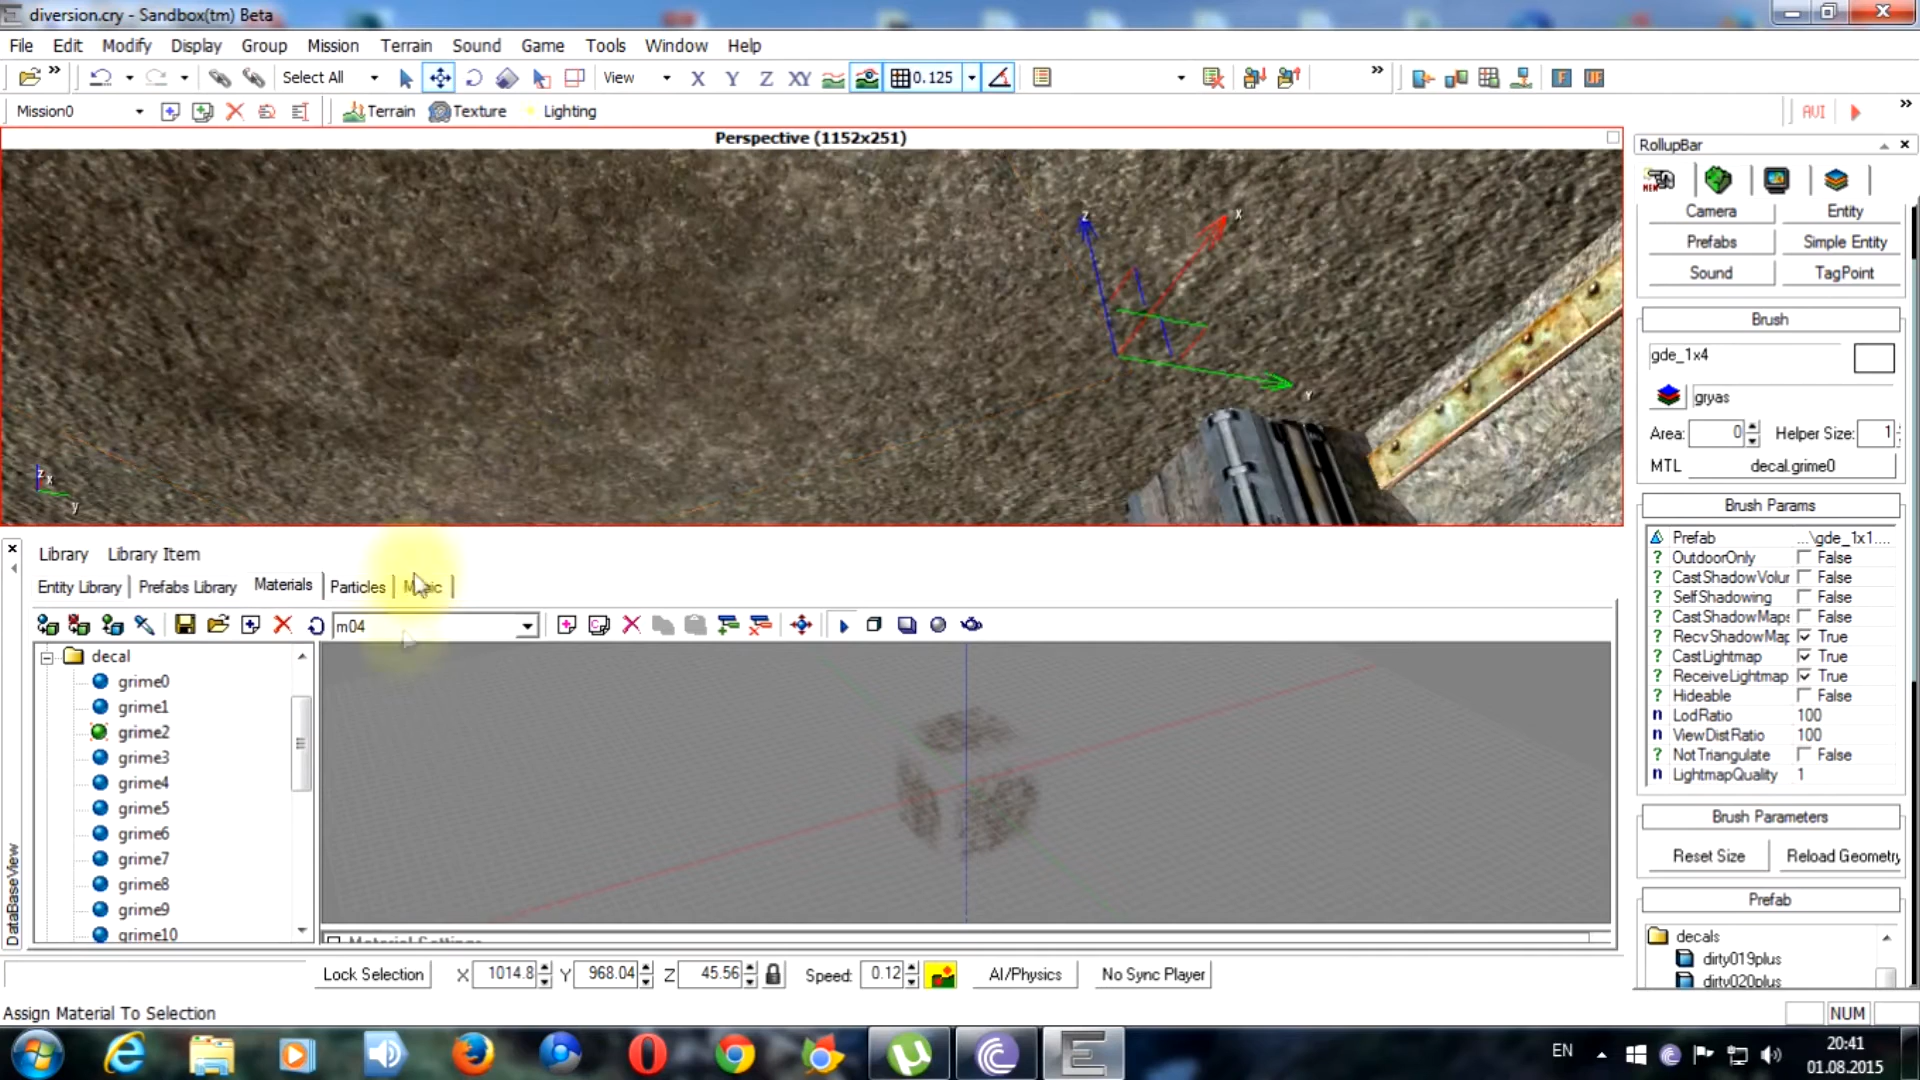 diversion.cry - Sandbox(tm) Beta
File Edit Modify Display Group Mission Terrain Sound Game Tools Window Help
Select All View X Y Z XY 0.125
Mission0 Terrain Texture Lighting AVI
Perspective (1152x251)
Z X Y
Z X y
RollupBar
Camera Entity
Prefabs Simple Entity
Sound TagPoint
Brush
gde_1x4
gryas
Area: 0 Helper Size: 1
MTL decal.grime0
Brush Params
Prefab ...\gde_1x1....
OutdoorOnly False
CastShadowVolur False
SelfShadowing False
CastShadowMaps False
RecvShadowMap True
CastLightmap True
ReceiveLightmap True
Hideable False
LodRatio 100
ViewDistRatio 100
NotTriangulate False
LightmapQuality 1
Brush Parameters
Reset Size Reload Geometry
Prefab
decals
dirty019plus
dirty020plus
DataBaseView
Library Library Item
Entity Library Prefabs Library Materials Particles
m04
decal
grime0
grime1
grime2
grime3
grime4
grime5
grime6
grime7
grime8
grime9
grime10
Material Settings
Lock Selection X 1014.8 Y 968.04 Z 45.56 Speed: 0.12 AI/Physics No Sync Player
Assign Material To Selection NUM
EN
20:41
01.08.2015